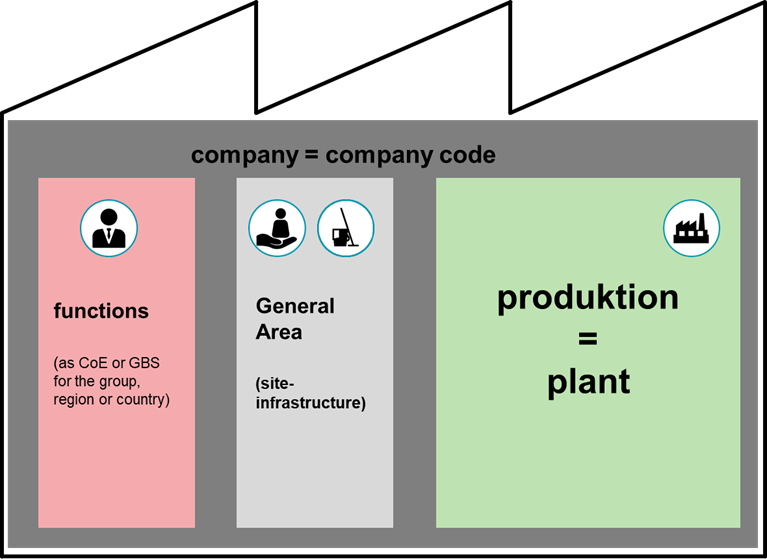 company = company code
functions
(as CoE or GBS
for the group,
region or country)
General
Area
(site-
infrastructure)
produktion
=
plant